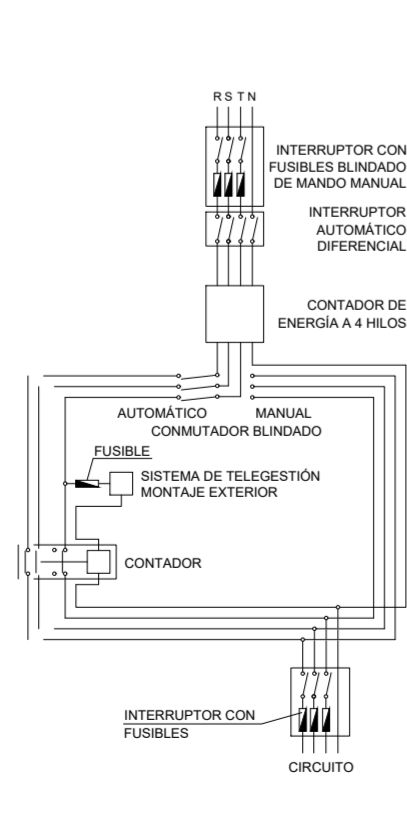 R S T N
INTERRUPTOR CON
FUSIBLES BLINDADO
DE MANDO MANUAL
INTERRUPTOR
AUTOMÁTICO
DIFERENCIAL
CONTADOR DE
ENERGÍA A 4 HILOS
AUTOMÁTICO
MANUAL
CONMUTADOR BLINDADO
FUSIBLE
SISTEMA DE TELEGESTIÓN
MONTAJE EXTERIOR
CONTADOR
INTERRUPTOR CON
FUSIBLES
CIRCUITO